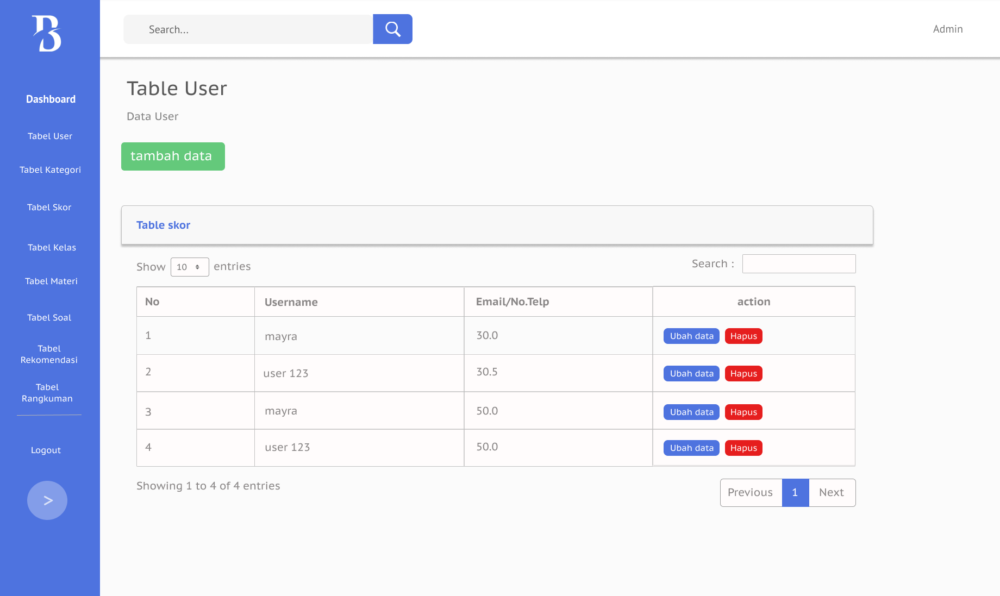 B
Search...
Admin
Dashboard
Tabel User
Tabel Kategori
Tabel Skor
Tabel Kelas
Tabel Materi
Tabel Soal
Tabel
Rekomendasi
Tabel
Rangkuman
Logout
>
Table User
Data User
tambah data
Table skor
Show 10 entries
Search :
No Username Email/No.Telp action
1 mayra 30.0 Ubah data Hapus
2 user 123 30.5 Ubah data Hapus
3 mayra 50.0 Ubah data Hapus
4 user 123 50.0 Ubah data Hapus
Showing 1 to 4 of 4 entries
Previous 1 Next